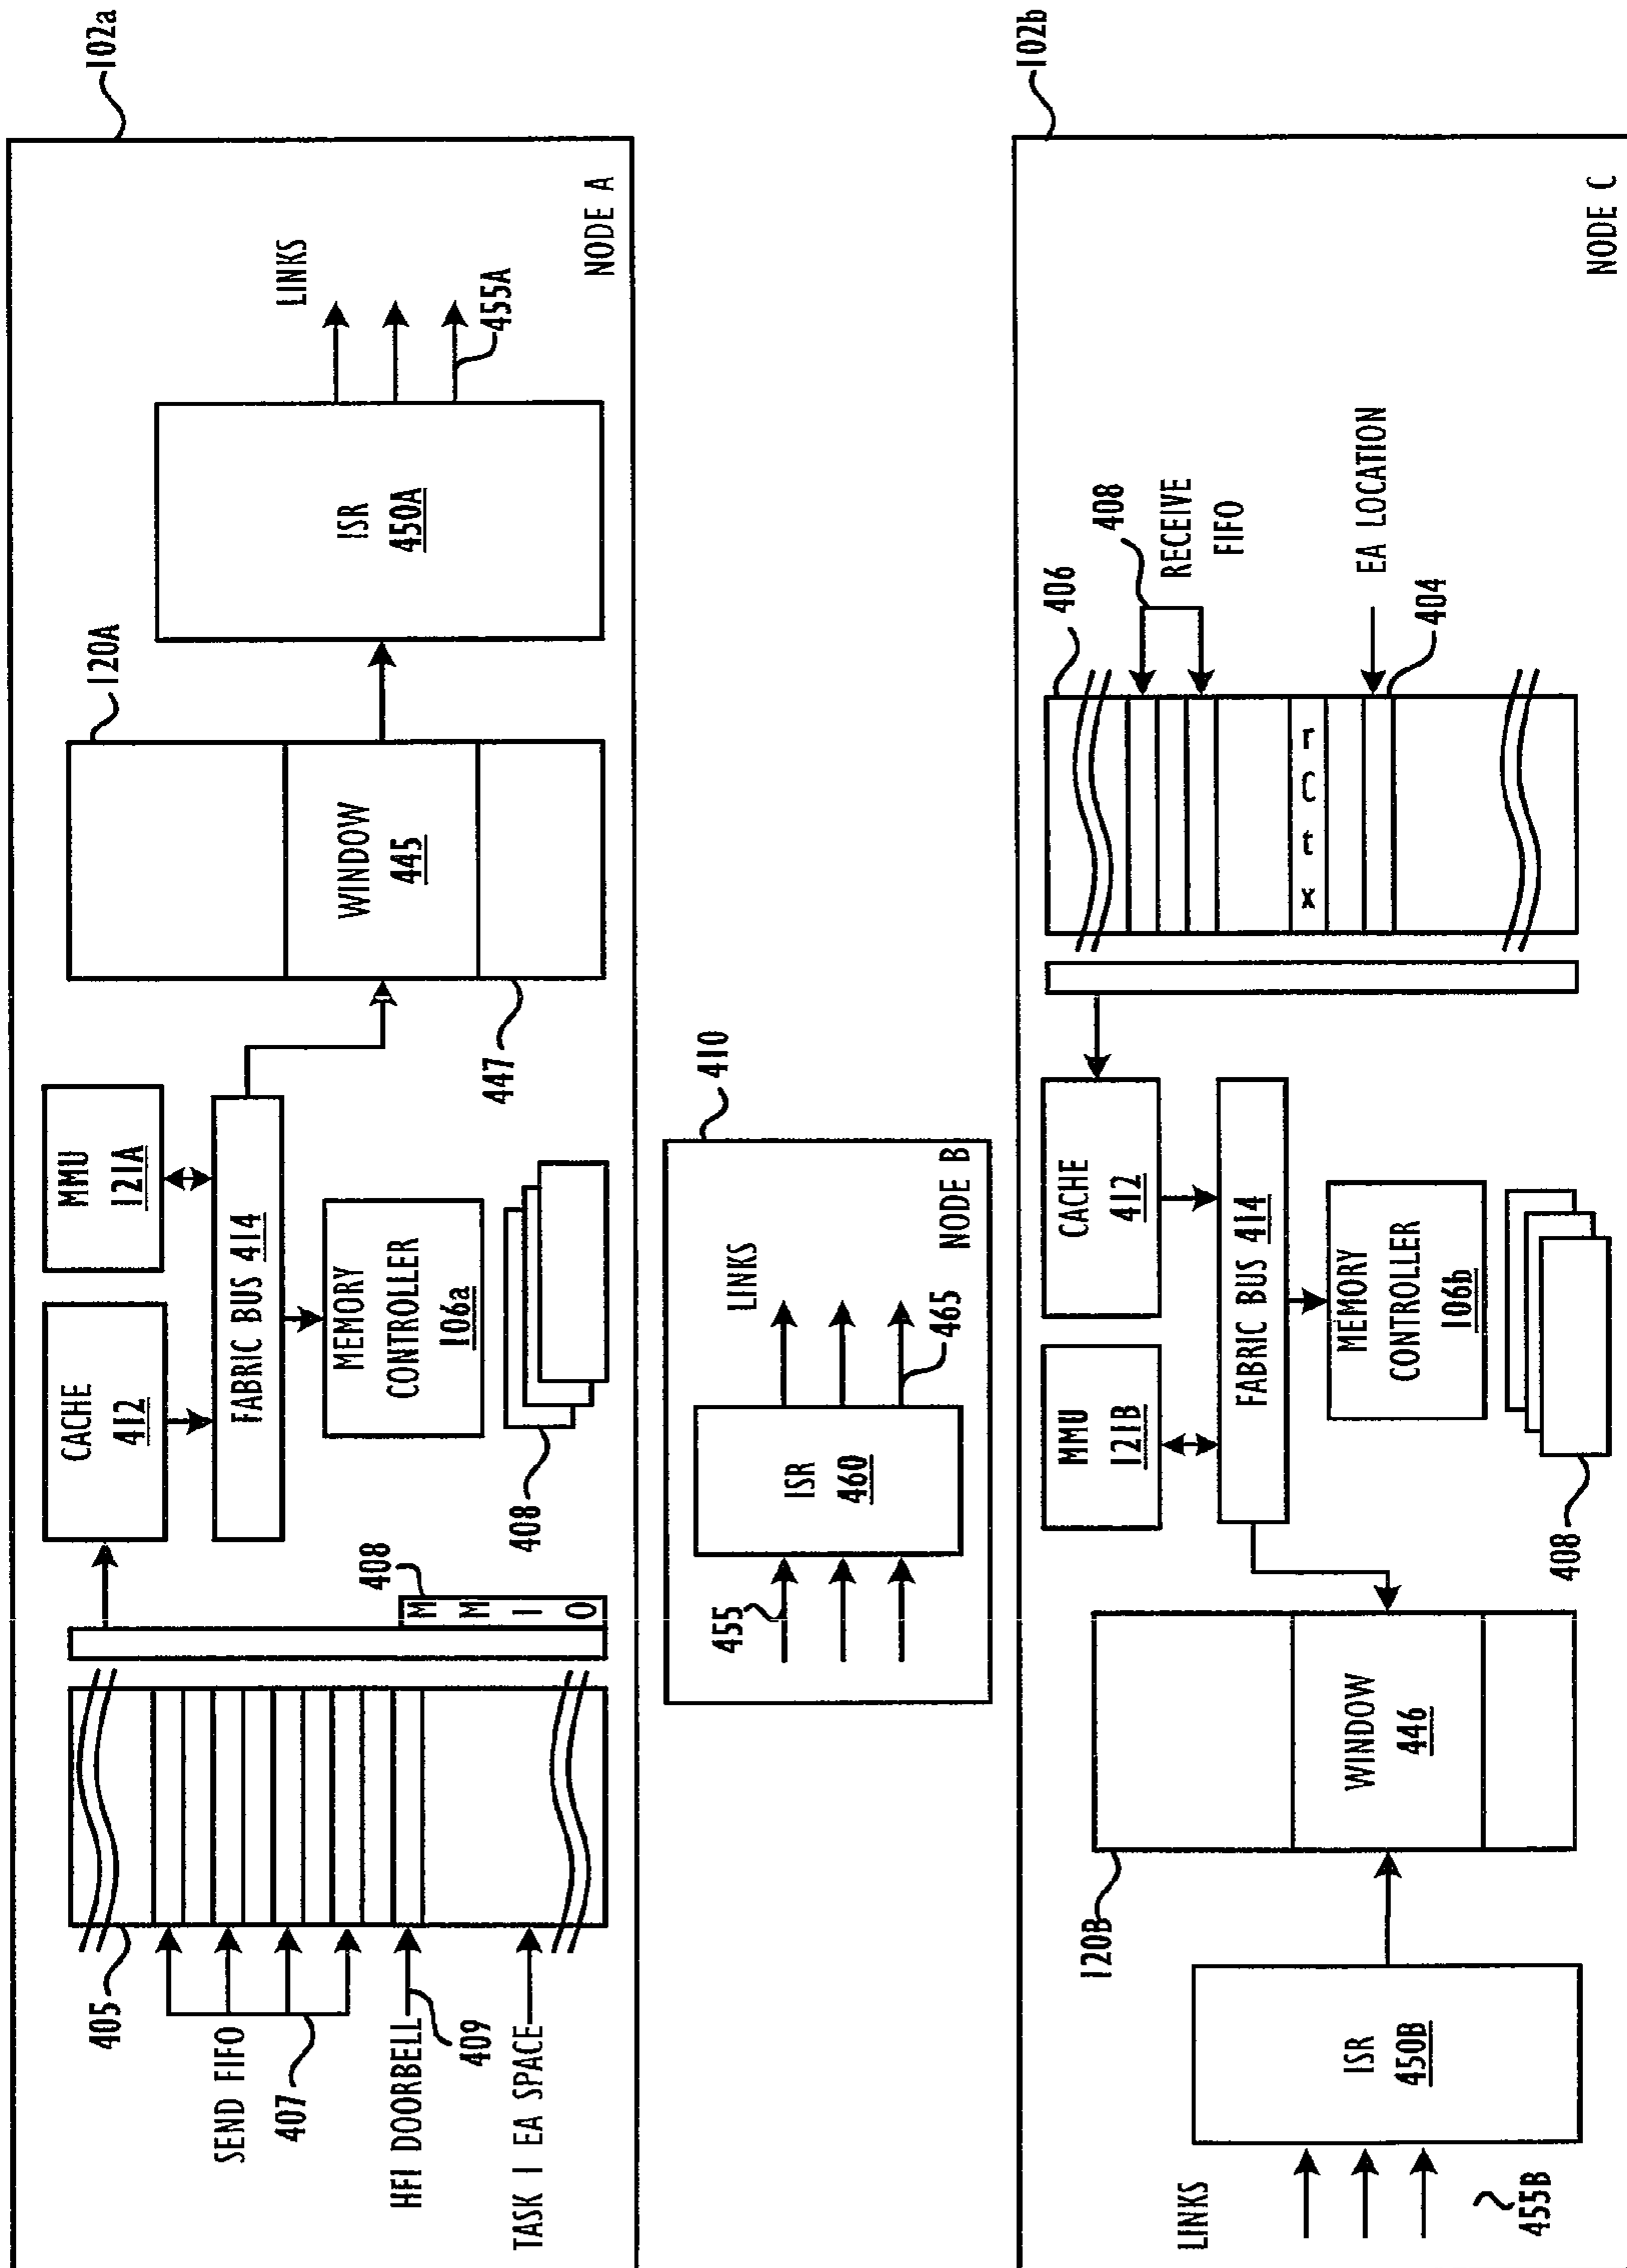 102a
NODE A
405
SEND FIFO
407
HFI DOORBELL
409
TASK 1 EA SPACE
408
M M I O
CACHE
412
MMU
121A
FABRIC BUS 414
MEMORY
CONTROLLER
106a
408
120A
WINDOW
445
447
ISR
450A
LINKS
455A
410
NODE B
455
ISR
460
LINKS
465
102b
NODE C
LINKS
455B
ISR
450B
120B
WINDOW
446
MMU
121B
CACHE
412
FABRIC BUS 414
MEMORY
CONTROLLER
106b
408
406
408
RECEIVE
FIFO
r C t x
EA LOCATION
404